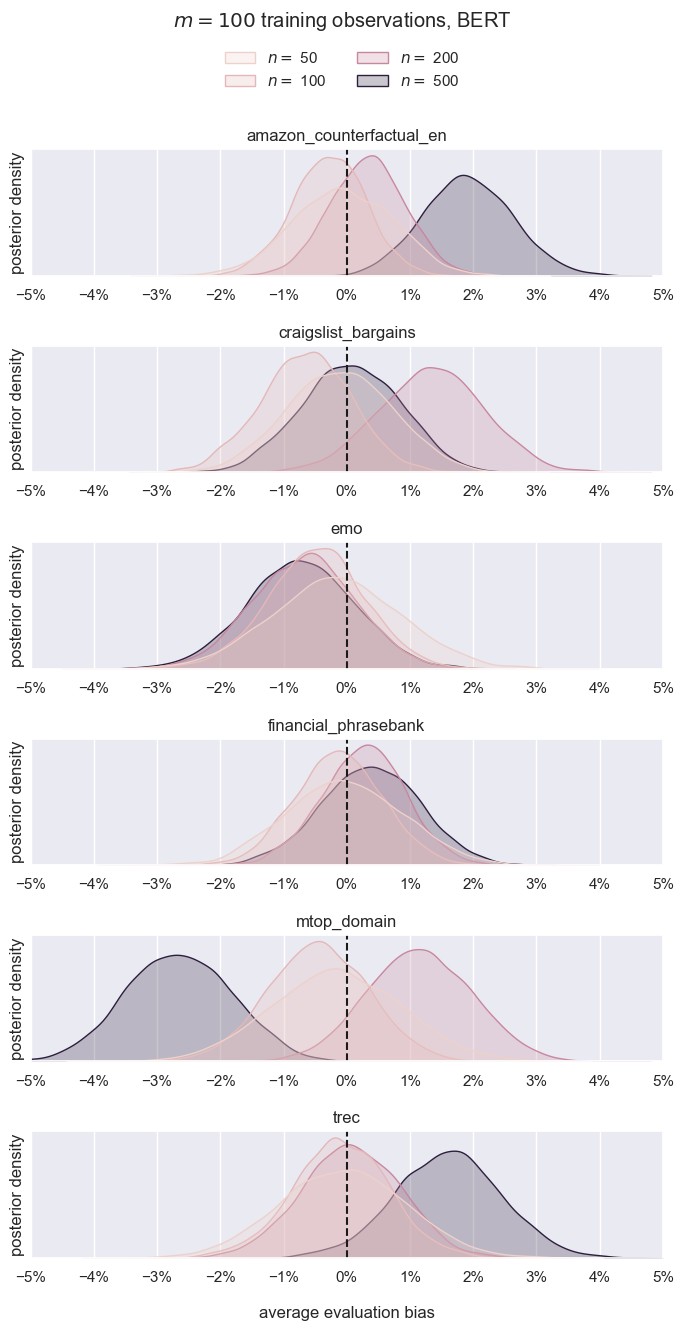 m = 100 training observations, BERT
n = 50 n = 200
n = 100 n = 500
amazon_counterfactual_en
posterior density
−5% −4% −3% −2% −1% 0% 1% 2% 3% 4% 5%
craigslist_bargains
posterior density
−5% −4% −3% −2% −1% 0% 1% 2% 3% 4% 5%
emo
posterior density
−5% −4% −3% −2% −1% 0% 1% 2% 3% 4% 5%
financial_phrasebank
posterior density
−5% −4% −3% −2% −1% 0% 1% 2% 3% 4% 5%
mtop_domain
posterior density
−5% −4% −3% −2% −1% 0% 1% 2% 3% 4% 5%
trec
posterior density
−5% −4% −3% −2% −1% 0% 1% 2% 3% 4% 5%
average evaluation bias